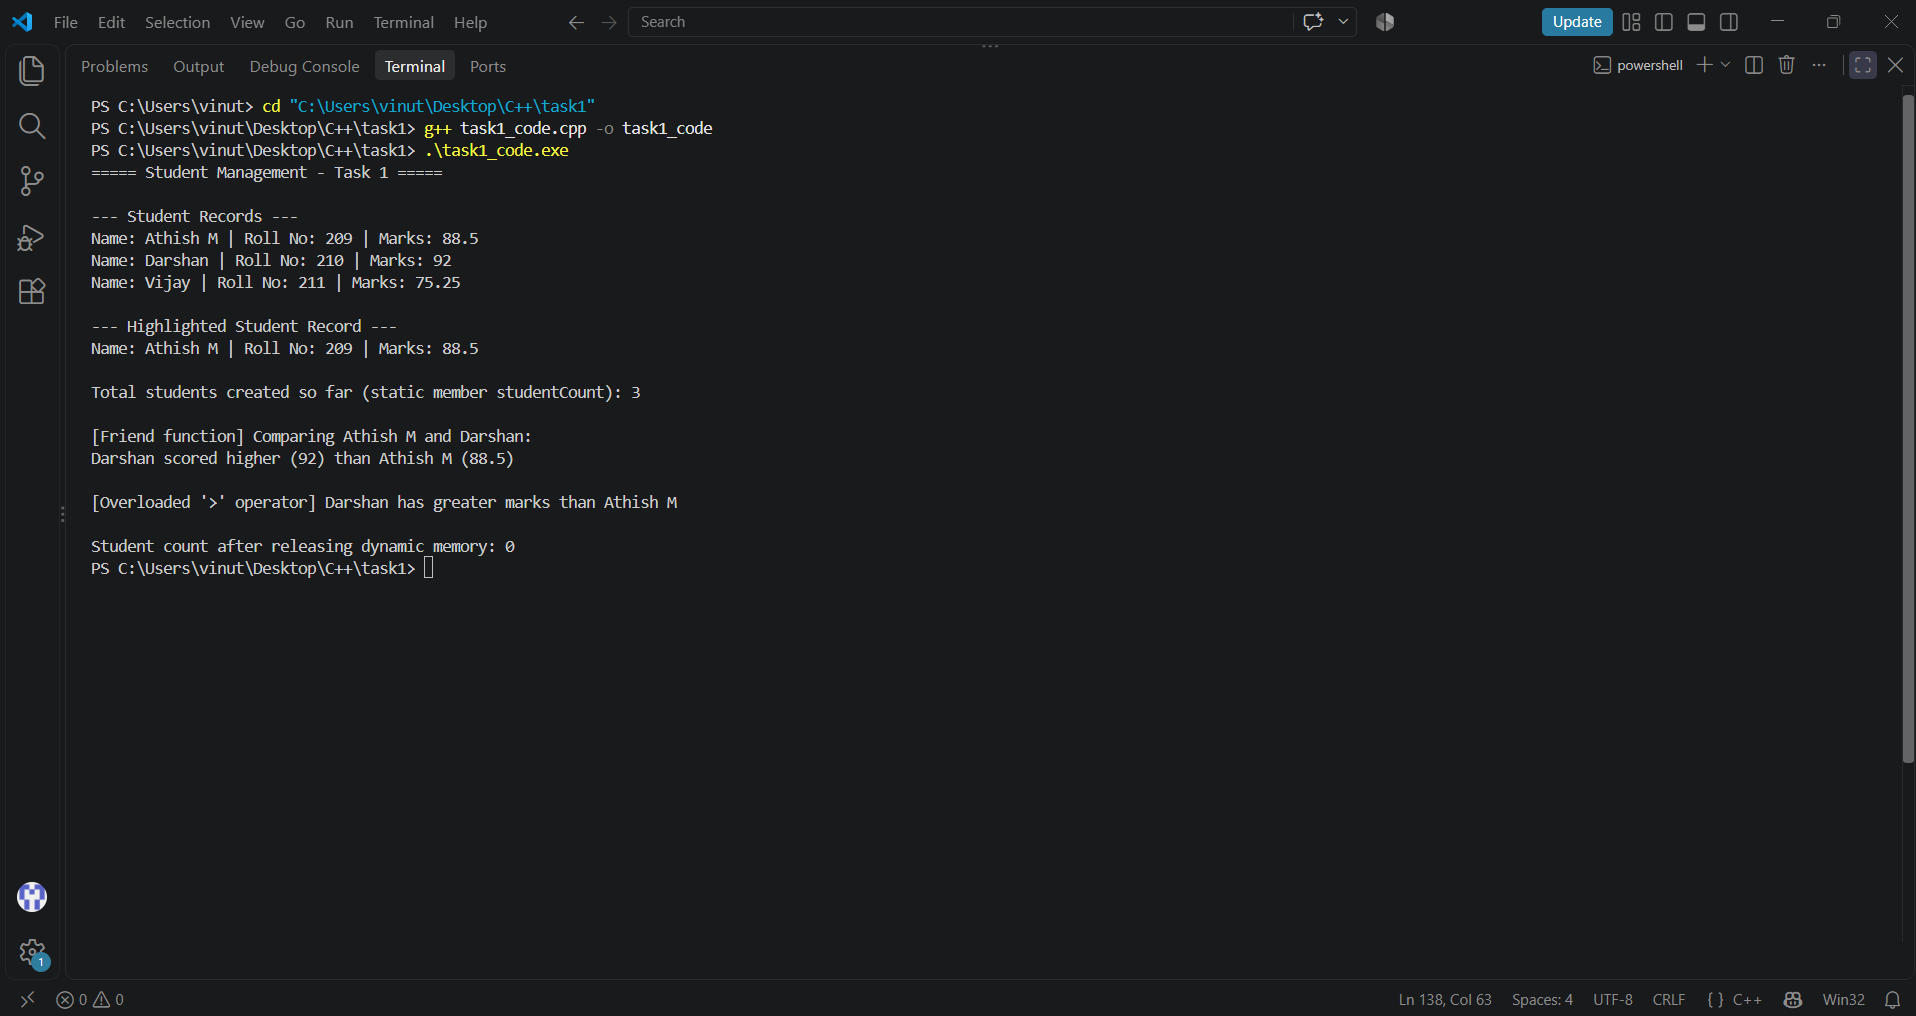 File Edit Selection View Go Run Terminal Help Search Update
Problems Output Debug Console Terminal Ports powershell
PS C:\Users\vinut> cd "C:\Users\vinut\Desktop\C++\task1"
PS C:\Users\vinut\Desktop\C++\task1> g++ task1_code.cpp -o task1_code
PS C:\Users\vinut\Desktop\C++\task1> .\task1_code.exe
===== Student Management - Task 1 =====
--- Student Records ---
Name: Athish M | Roll No: 209 | Marks: 88.5
Name: Darshan | Roll No: 210 | Marks: 92
Name: Vijay | Roll No: 211 | Marks: 75.25
--- Highlighted Student Record ---
Name: Athish M | Roll No: 209 | Marks: 88.5
Total students created so far (static member studentCount): 3
[Friend function] Comparing Athish M and Darshan:
Darshan scored higher (92) than Athish M (88.5)
[Overloaded '>' operator] Darshan has greater marks than Athish M
Student count after releasing dynamic memory: 0
PS C:\Users\vinut\Desktop\C++\task1>
1
0 0 Ln 138, Col 63 Spaces: 4 UTF-8 CRLF { } C++ Win32